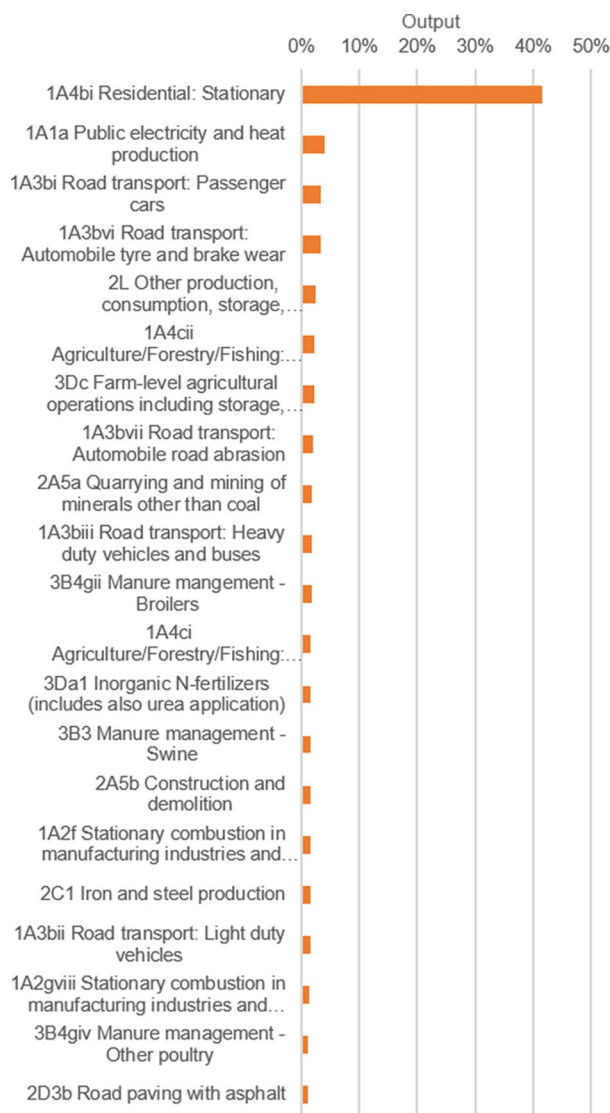 Output
0% 10% 20% 30% 40% 50%
1A4bi Residential: Stationary
1A1a Public electricity and heat
production
1A3bi Road transport: Passenger
cars
1A3bvi Road transport:
Automobile tyre and brake wear
2L Other production,
consumption, storage,…
1A4cii
Agriculture/Forestry/Fishing:…
3Dc Farm-level agricultural
operations including storage,…
1A3bvii Road transport:
Automobile road abrasion
2A5a Quarrying and mining of
minerals other than coal
1A3biii Road transport: Heavy
duty vehicles and buses
3B4gii Manure mangement -
Broilers
1A4ci
Agriculture/Forestry/Fishing:…
3Da1 Inorganic N-fertilizers
(includes also urea application)
3B3 Manure management -
Swine
2A5b Construction and
demolition
1A2f Stationary combustion in
manufacturing industries and…
2C1 Iron and steel production
1A3bii Road transport: Light duty
vehicles
1A2gviii Stationary combustion in
manufacturing industries and…
3B4giv Manure management -
Other poultry
2D3b Road paving with asphalt